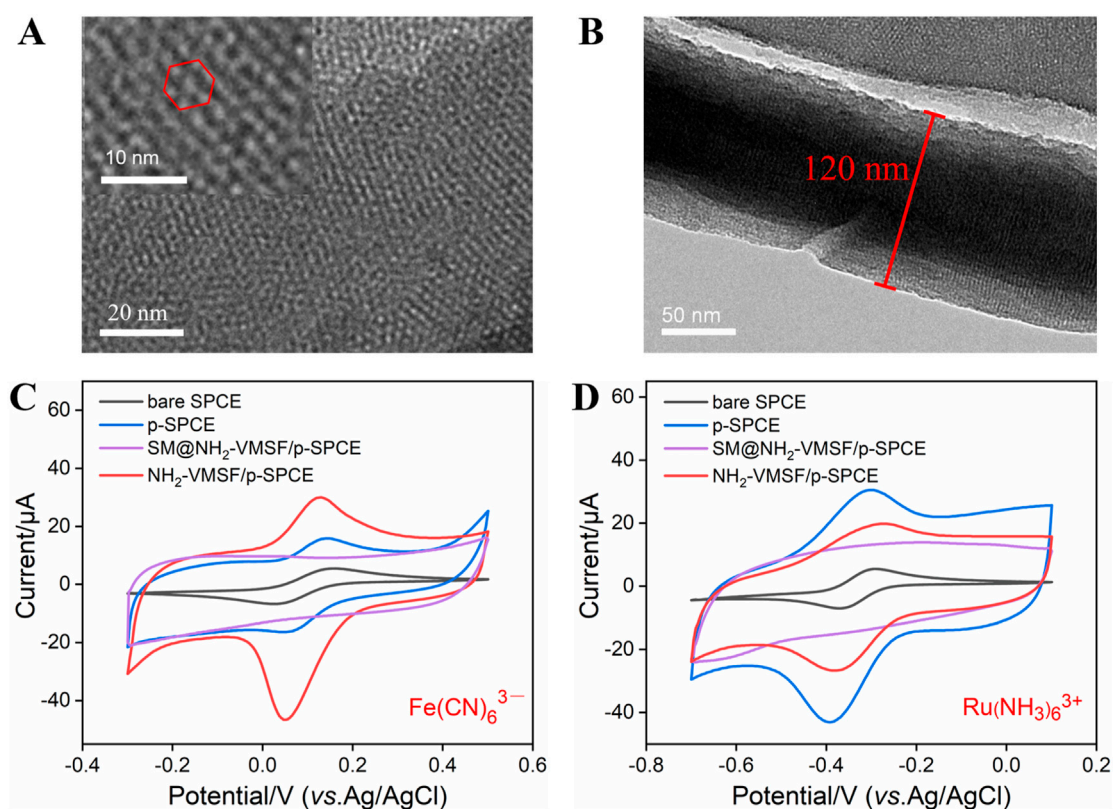 A
10 nm
20 nm
B
120 nm
50 nm
C
bare SPCE
p-SPCE
SM@NH₂-VMSF/p-SPCE
NH₂-VMSF/p-SPCE
60
40
20
0
-20
-40
Current/μA
Fe(CN)₆³⁻
-0.4
-0.2
0.0
0.2
0.4
0.6
Potential/V (vs.Ag/AgCl)
D
bare SPCE
p-SPCE
SM@NH₂-VMSF/p-SPCE
NH₂-VMSF/p-SPCE
60
40
20
0
-20
-40
Current/μA
Ru(NH₃)₆³⁺
-0.8
-0.6
-0.4
-0.2
0.0
0.2
Potential/V (vs.Ag/AgCl)